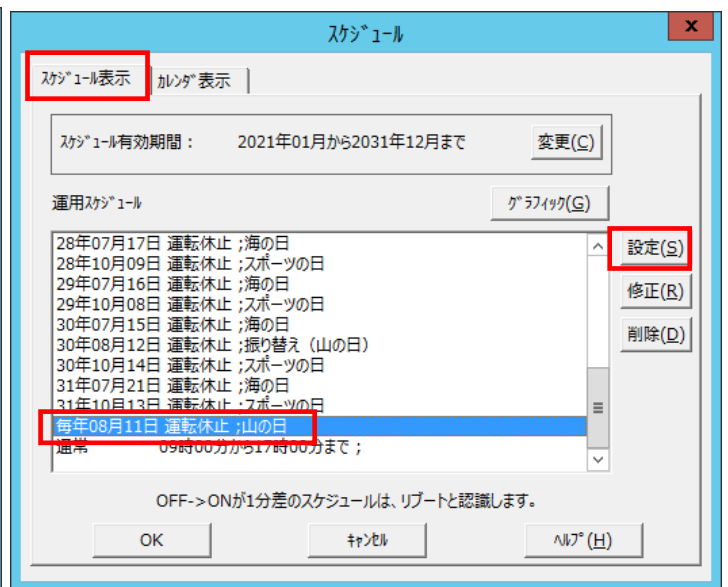 スケジュール
x
スケジュール表示 カレンダ表示
スケジュール有効期間： 2021年01月から2031年12月まで 変更(C)
運用スケジュール グラフィック(G)
28年07月17日 運転休止 ;海の日
28年10月09日 運転休止 ;スポーツの日
29年07月16日 運転休止 ;海の日
29年10月08日 運転休止 ;スポーツの日
30年07月15日 運転休止 ;海の日
30年08月12日 運転休止 ;振り替え（山の日）
30年10月14日 運転休止 ;スポーツの日
31年07月21日 運転休止 ;海の日
31年10月13日 運転休止 ;スポーツの日
毎年08月11日 運転休止 ;山の日
通常 09時00分から17時00分まで ;
設定(S)
修正(R)
削除(D)
OFF->ONが1分差のスケジュールは、リブートと認識します。
OK キャンセル ヘルプ(H)